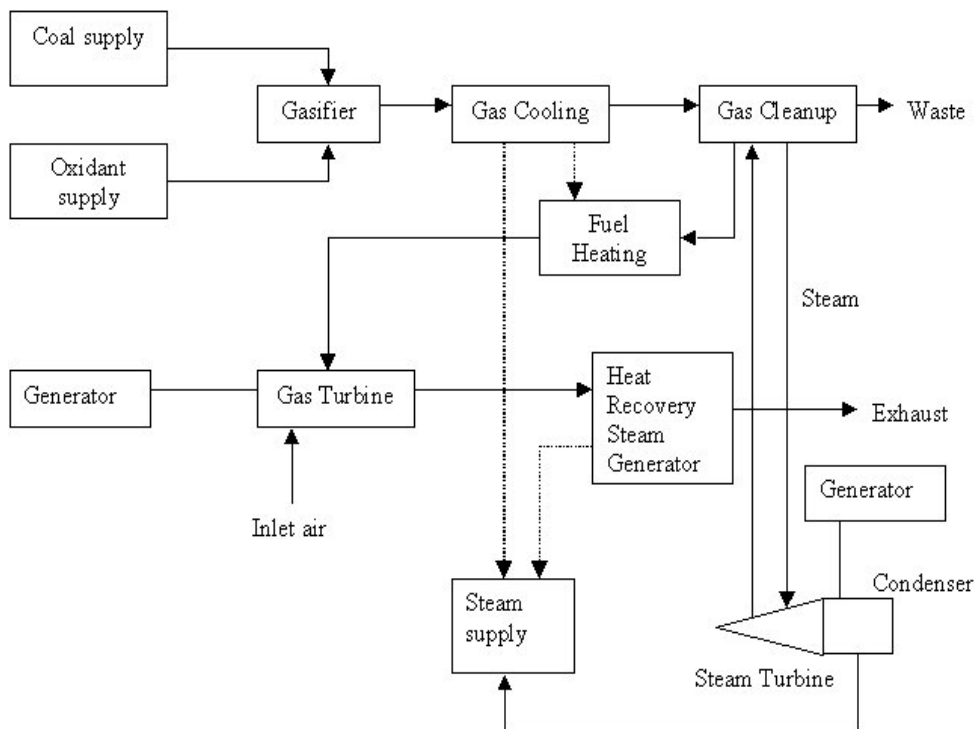 Coal supply
Gasifier
Gas Cooling
Gas Cleanup
Waste
Oxidant
supply
Fuel
Heating
Steam
Generator
Gas Turbine
Heat
Recovery
Steam
Generator
Exhaust
Generator
Inlet air
Condenser
Steam
supply
Steam Turbine